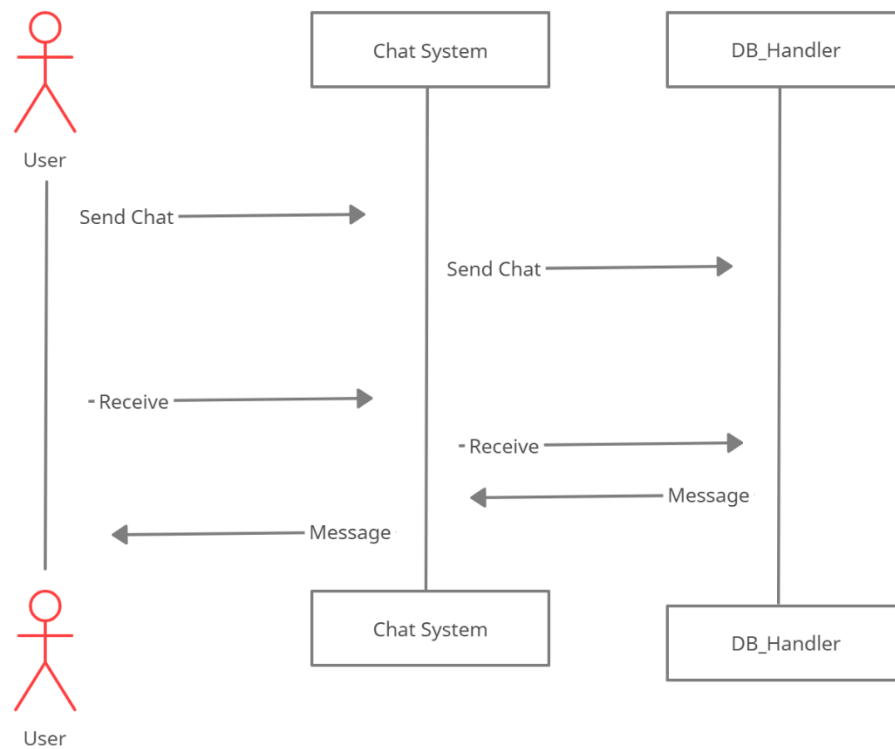 Chat System
DB_Handler
User
Send Chat
Send Chat
- Receive
- Receive
Message
Message
Chat System
DB_Handler
User